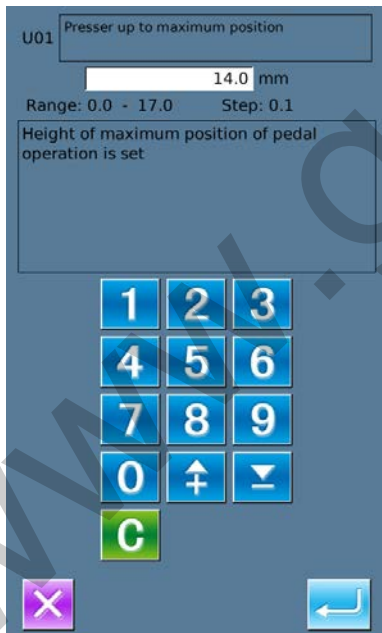 U01 Presser up to maximum position
14.0 mm
Range: 0.0 - 17.0 Step: 0.1
Height of maximum position of pedal
operation is set
1 2 3
4 5 6
7 8 9
0
C